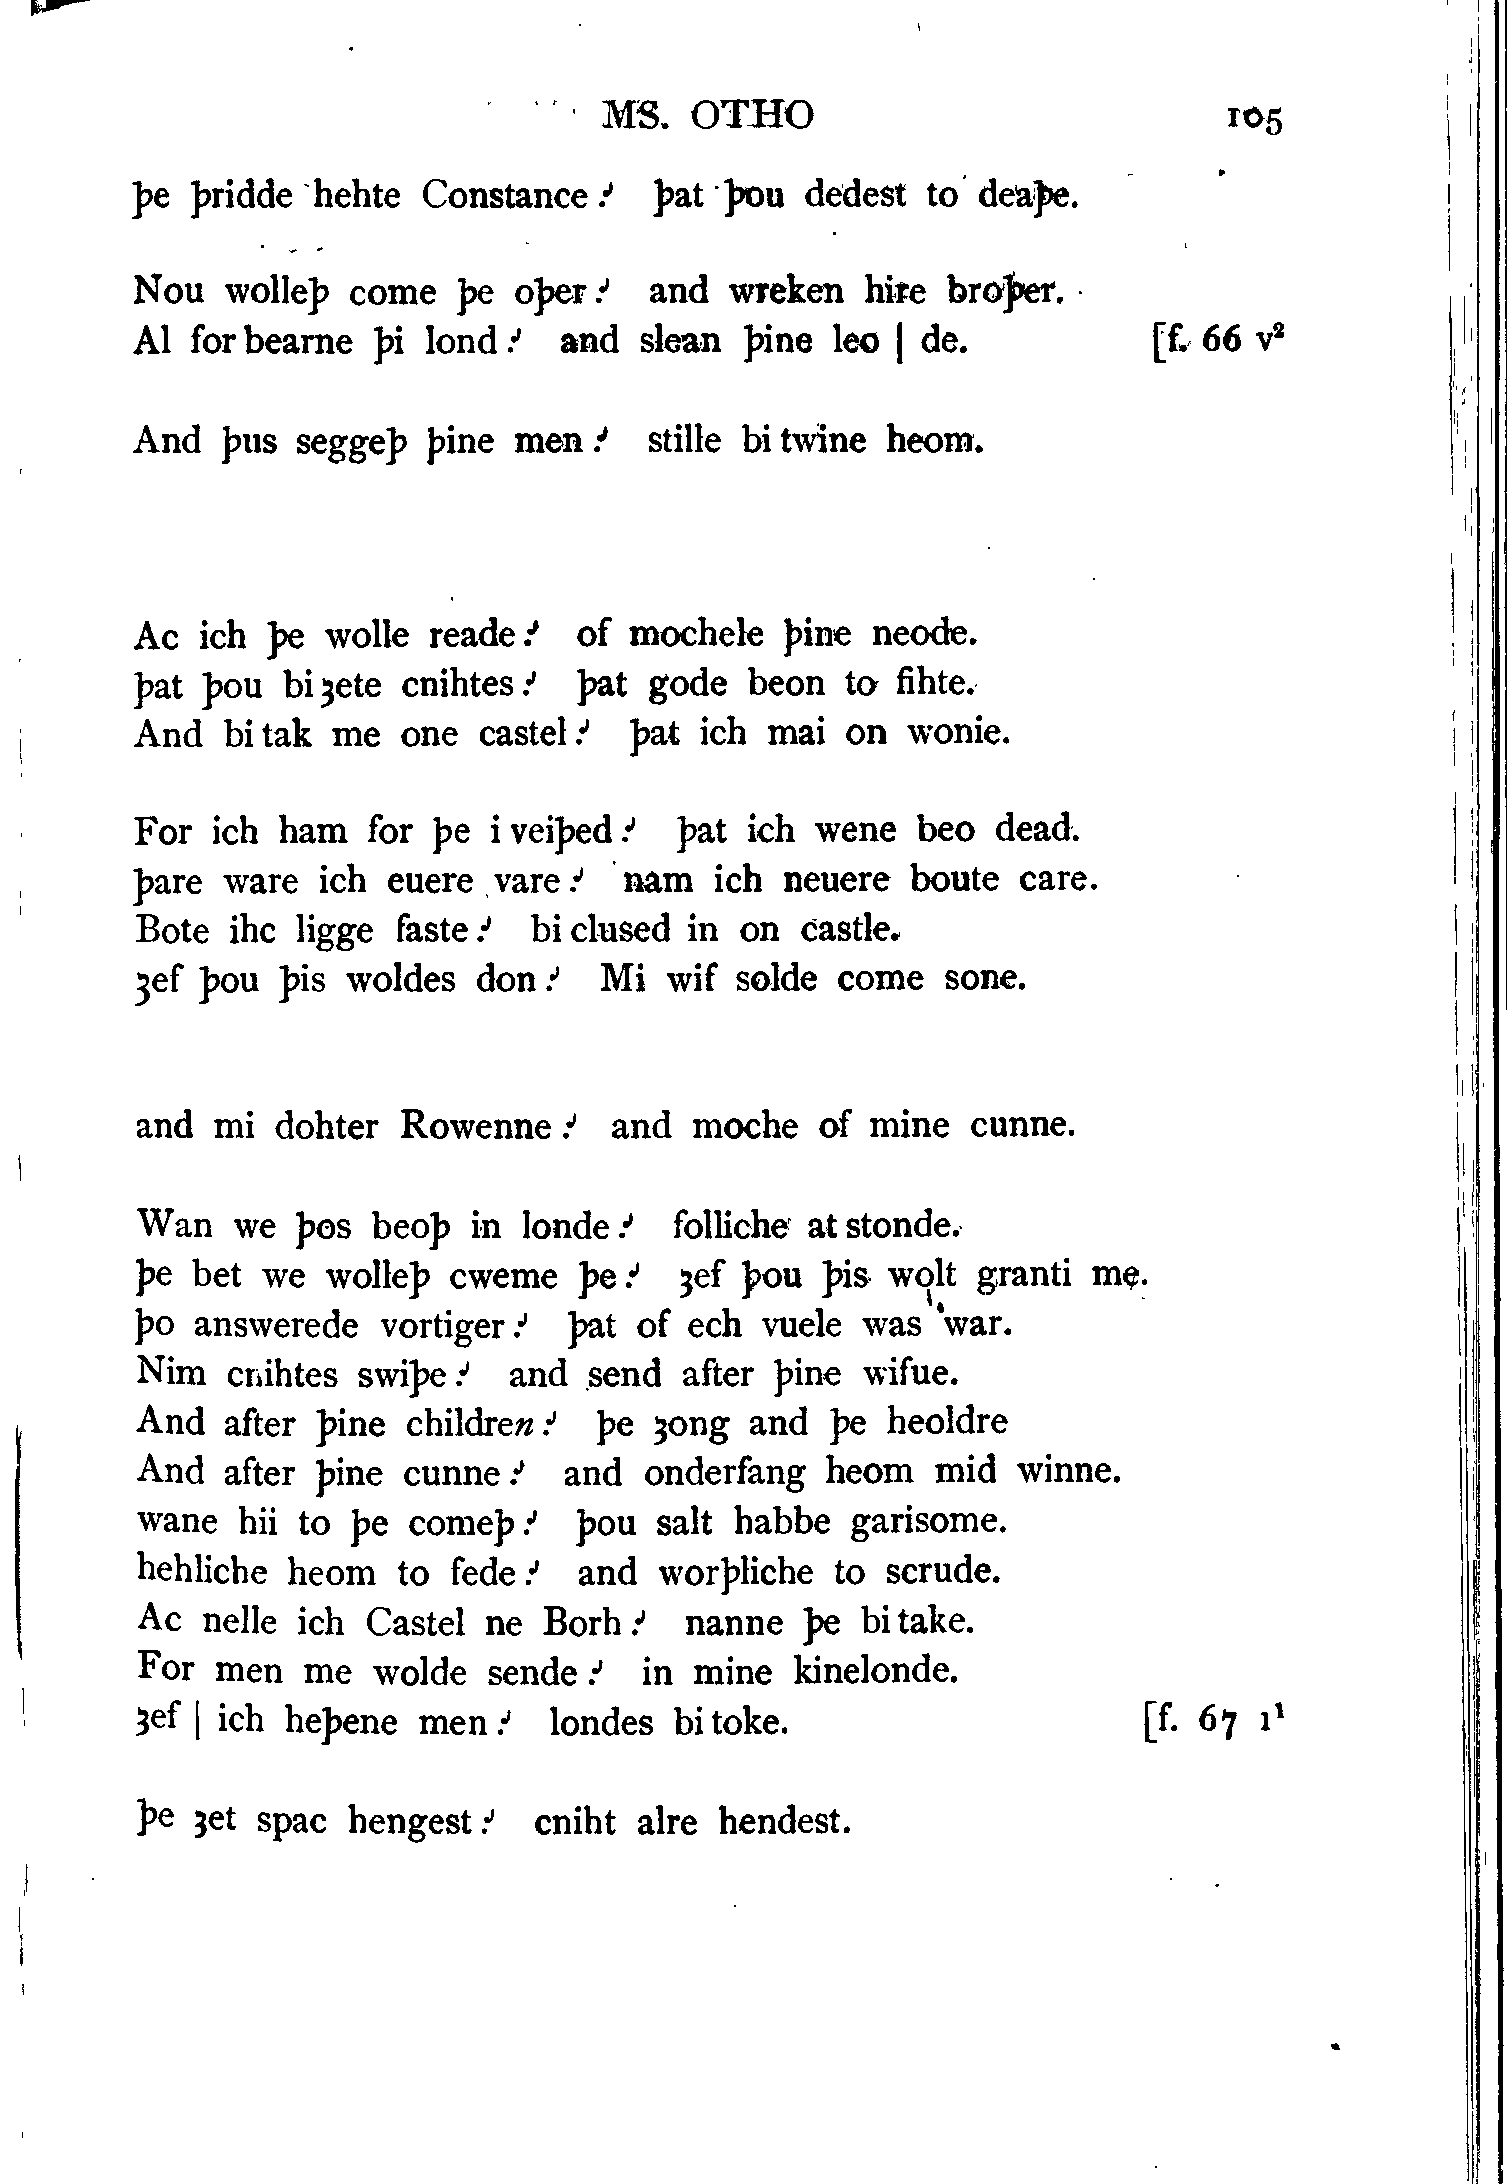 MS. OTHO 105
þe þridde hehte Constance⹎ þat þou dedest to deaþe.
Nou wolleþ come þe oþer⹎ and wreken hire broþer.
Al for bearne þi lond⹎ and slean þine leo | de. [f. 66 v²
And þus seggeþ þine men⹎ stille bi twine heom.
Ac ich þe wolle reade⹎ of mochele þine neode.
þat þou bi ȝete cnihtes⹎ þat gode beon to fihte.
And bi tak me one castel⹎ þat ich mai on wonie.
For ich ham for þe i veiþed⹎ þat ich wene beo dead.
þare ware ich euere vare⹎ nam ich neuere boute care.
Bote ihc ligge faste⹎ bi clused in on castle.
ȝef þou þis woldes don⹎ Mi wif solde come sone.
and mi dohter Rowenne⹎ and moche of mine cunne.
Wan we þos beoþ in londe⹎ folliche at stonde.
þe bet we wolleþ cweme þe⹎ ȝef þou þis wolt granti me.
þo answerede vortiger⹎ þat of ech vuele was war.
Nim cnihtes swiþe⹎ and send after þine wifue.
And after þine children⹎ þe ȝong and þe heoldre
And after þine cunne⹎ and onderfang heom mid winne.
wane hii to þe comeþ⹎ þou salt habbe garisome.
hehliche heom to fede⹎ and worþliche to scrude.
Ac nelle ich Castel ne Borh⹎ nanne þe bi take.
For men me wolde sende⹎ in mine kinelonde.
ȝef | ich heþene men⹎ londes bi toke. [f. 67 1¹
þe ȝet spac hengest⹎ cniht alre hendest.